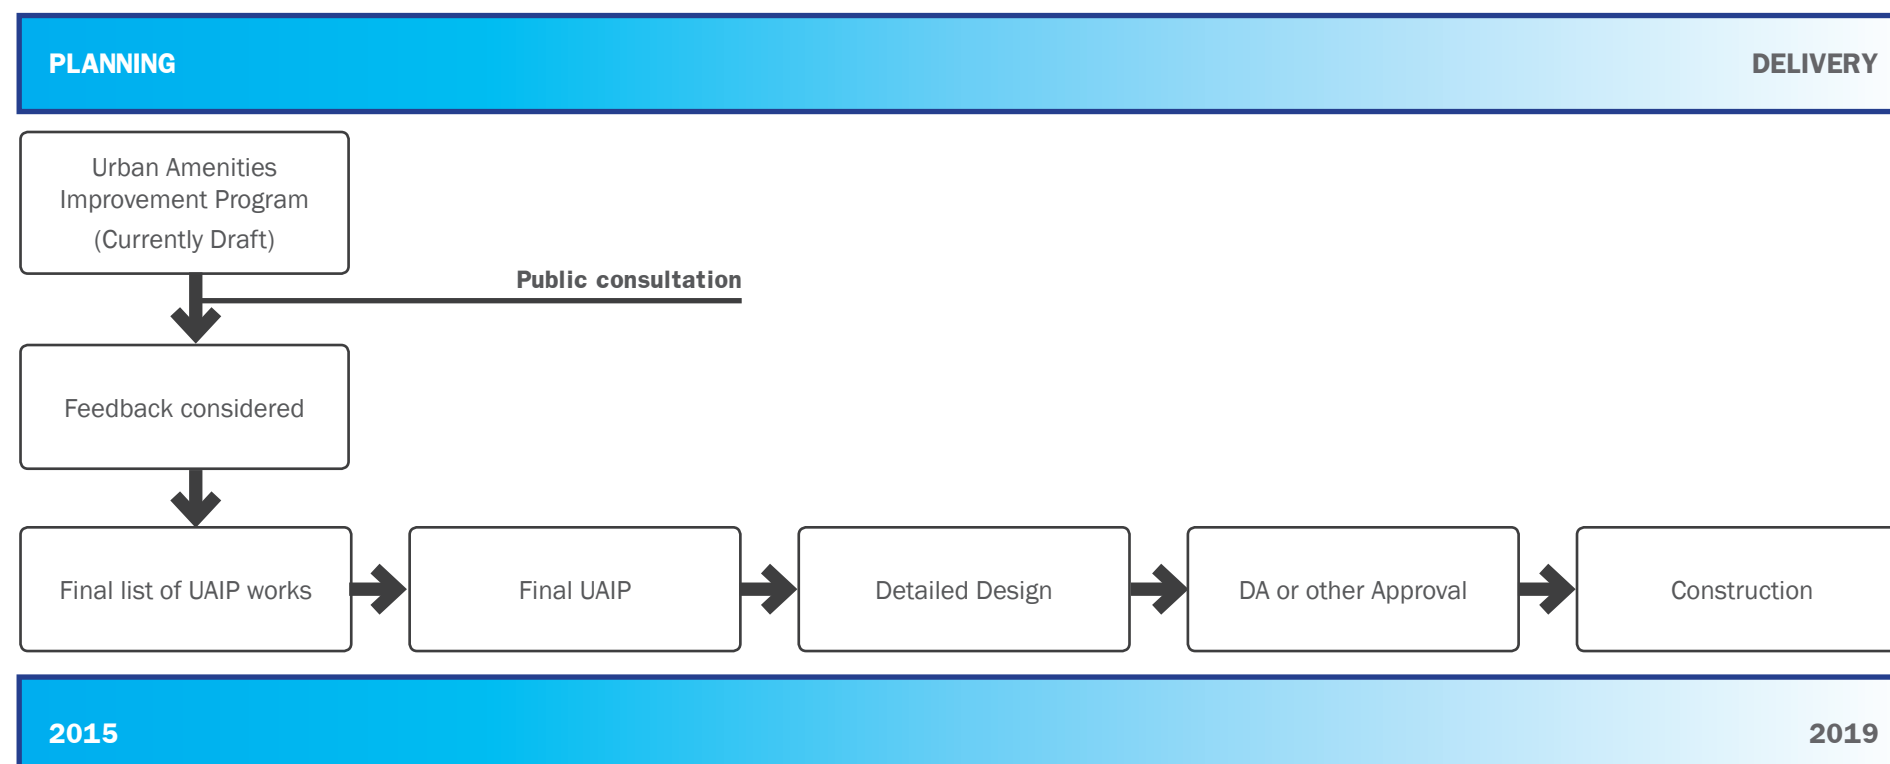 PLANNING
DELIVERY
Urban Amenities
Improvement Program
(Currently Draft)
Public consultation
Feedback considered
Final list of UAIP works
Final UAIP
Detailed Design
DA or other Approval
Construction
2015
2019